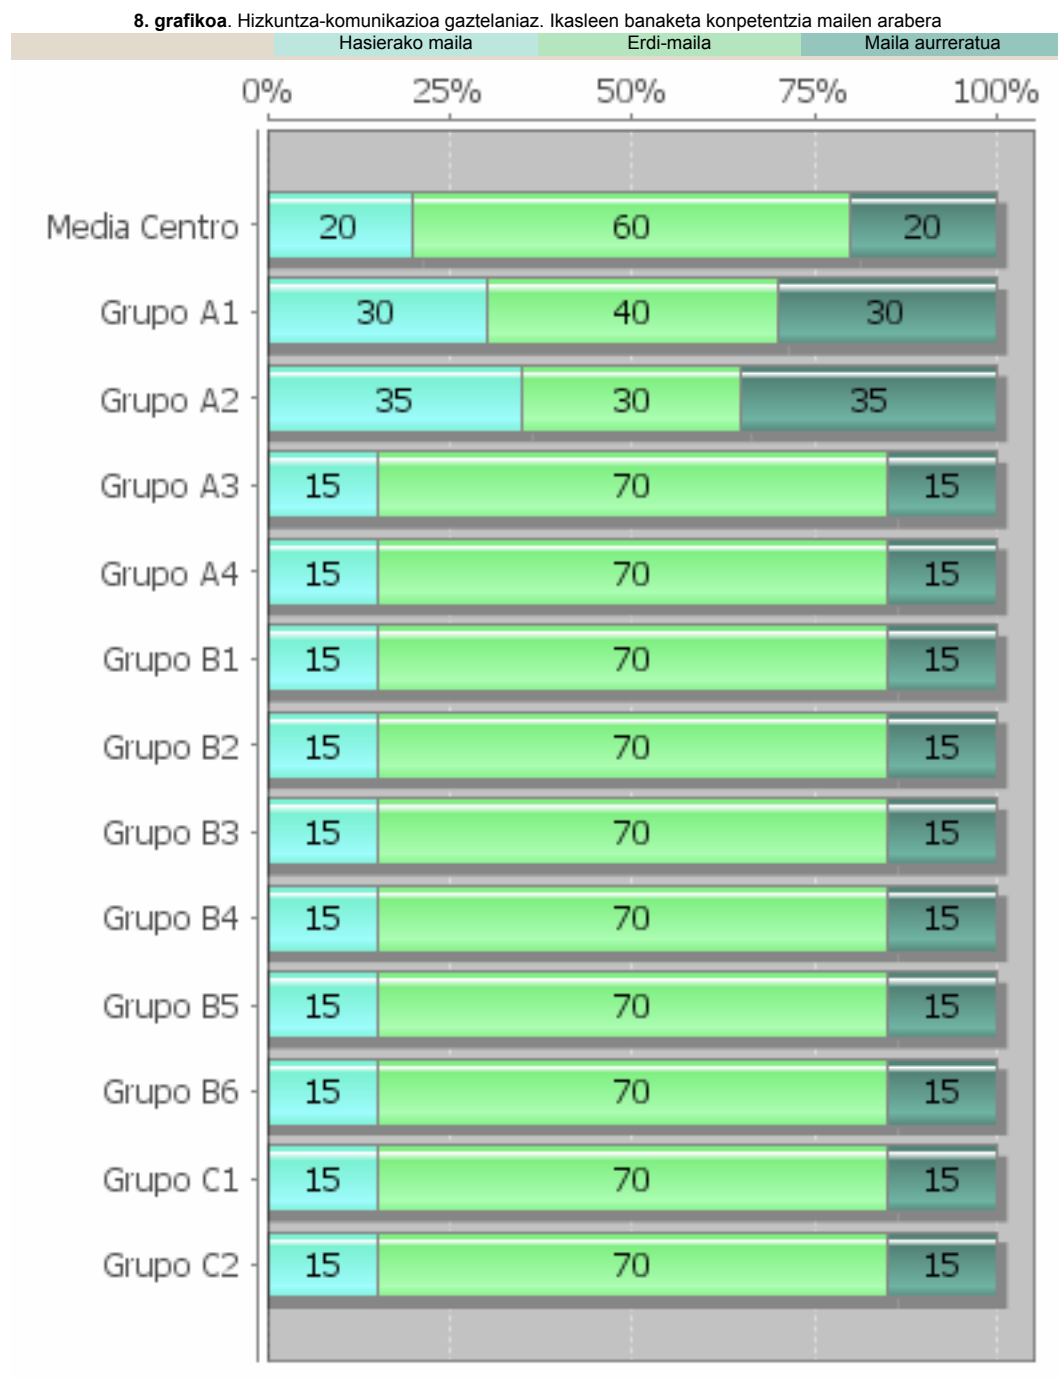 8. grafikoa. Hizkuntza-komunikazioa gaztelaniaz. Ikasleen banaketa konpetentzia mailen arabera
Hasierako maila Erdi-maila Maila aurreratua
0% 25% 50% 75% 100%
Media Centro 20 60 20
Grupo A1 30 40 30
Grupo A2 35 30 35
Grupo A3 15 70 15
Grupo A4 15 70 15
Grupo B1 15 70 15
Grupo B2 15 70 15
Grupo B3 15 70 15
Grupo B4 15 70 15
Grupo B5 15 70 15
Grupo B6 15 70 15
Grupo C1 15 70 15
Grupo C2 15 70 15